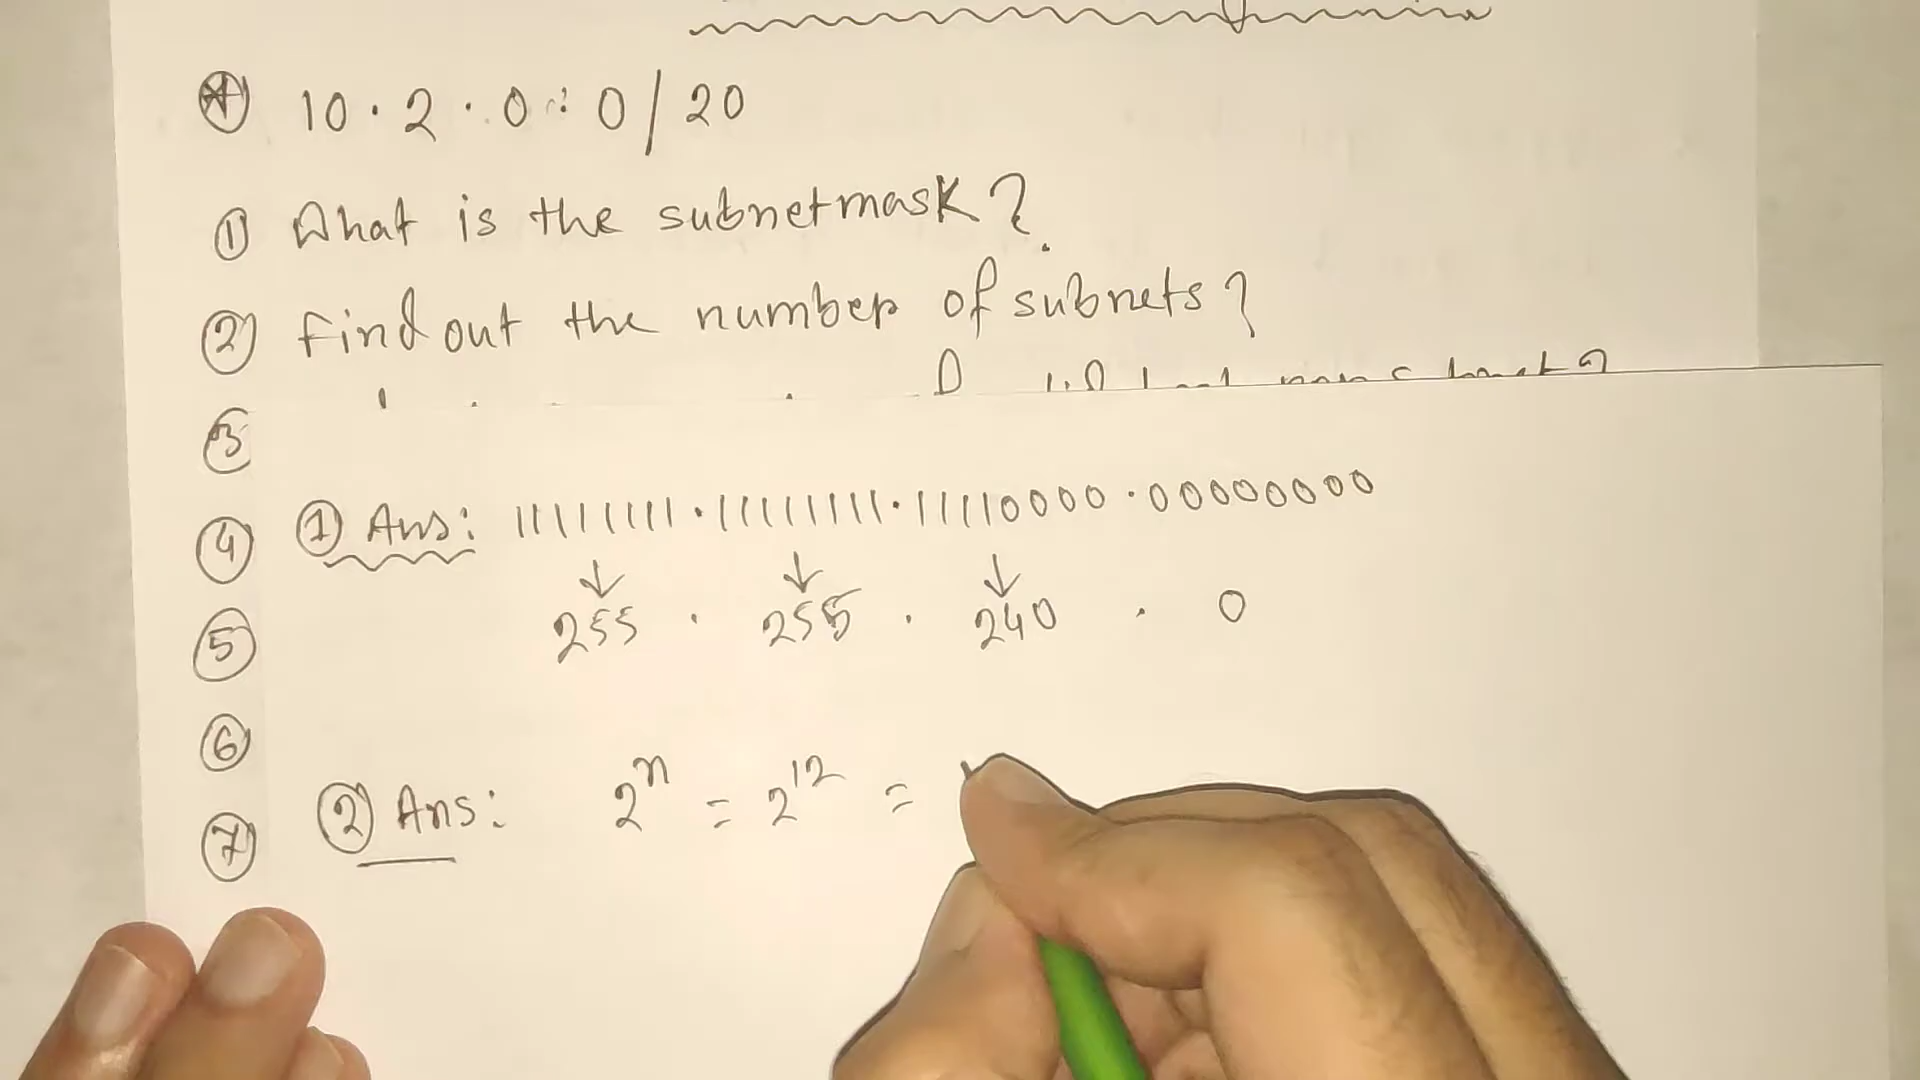 * 10.2.0.0/20
① What is the subnetmask?
② Find out the number of subnets?
③
④
⑤
⑥
⑦
① Ans: 11111111.11111111.11110000.00000000
↓ ↓ ↓
255 . 255 . 240 . 0
② Ans: 2ⁿ = 2¹² =